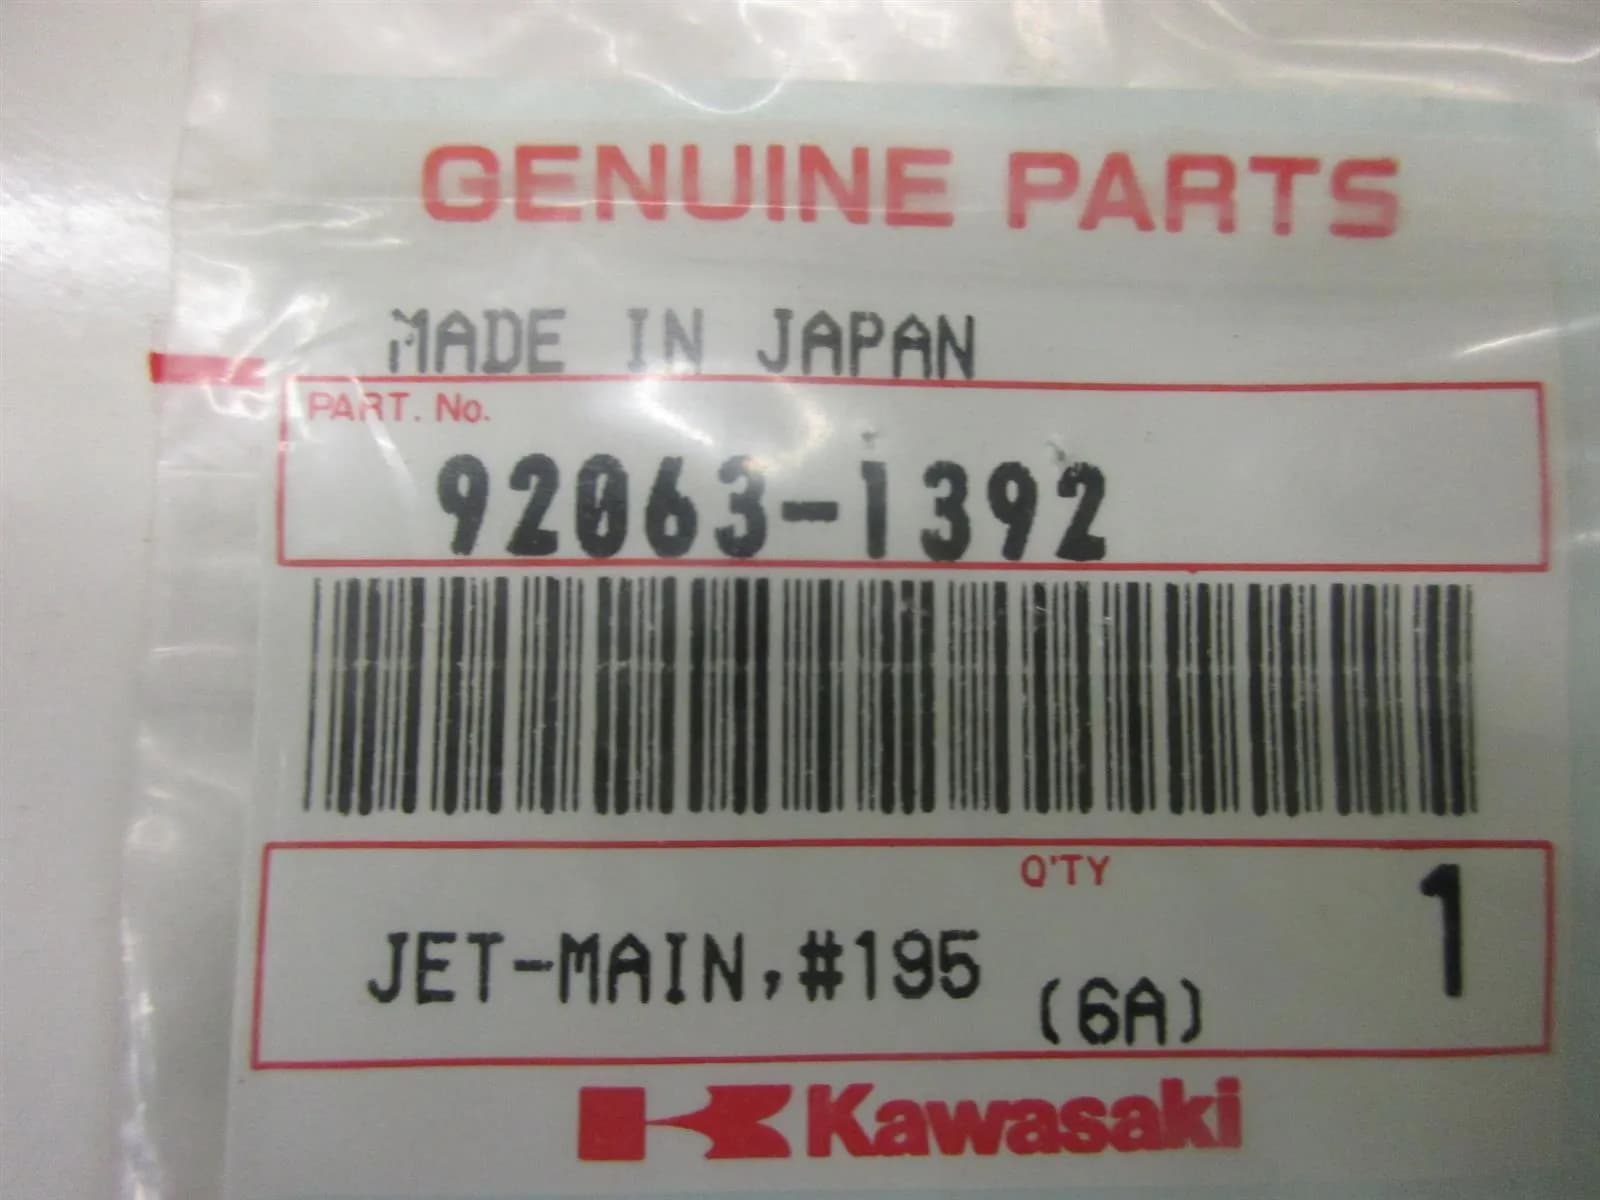 GENUINE PARTS
MADE IN JAPAN
PART. No.
92063-1392
Q'TY
1
JET-MAIN,#195
(6A)
Kawasaki